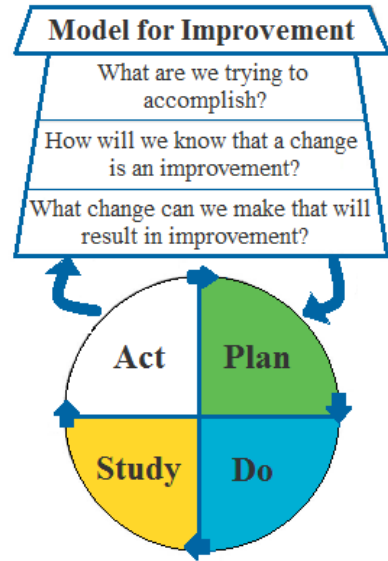 Model for Improvement
What are we trying to
accomplish?
How will we know that a change
is an improvement?
What change can we make that will
result in improvement?
Act
Plan
Study
Do